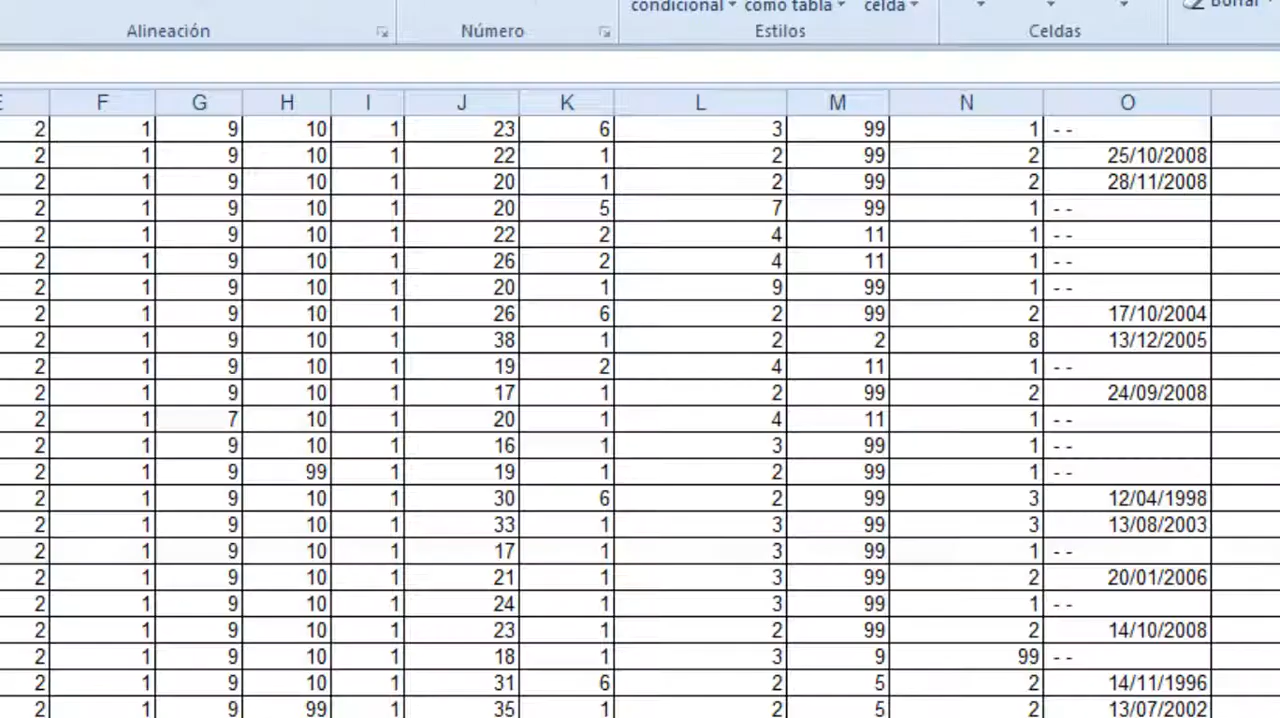 condicional como tabla celda Borrar
Alineación Número Estilos Celdas
E F G H I J K L M N O
2 1 9 10 1 23 6 3 99 1 - -
2 1 9 10 1 22 1 2 99 2 25/10/2008
2 1 9 10 1 20 1 2 99 2 28/11/2008
2 1 9 10 1 20 5 7 99 1 - -
2 1 9 10 1 22 2 4 11 1 - -
2 1 9 10 1 26 2 4 11 1 - -
2 1 9 10 1 20 1 9 99 1 - -
2 1 9 10 1 26 6 2 99 2 17/10/2004
2 1 9 10 1 38 1 2 2 8 13/12/2005
2 1 9 10 1 19 2 4 11 1 - -
2 1 9 10 1 17 1 2 99 2 24/09/2008
2 1 7 10 1 20 1 4 11 1 - -
2 1 9 10 1 16 1 3 99 1 - -
2 1 9 99 1 19 1 2 99 1 - -
2 1 9 10 1 30 6 2 99 3 12/04/1998
2 1 9 10 1 33 1 3 99 3 13/08/2003
2 1 9 10 1 17 1 3 99 1 - -
2 1 9 10 1 21 1 3 99 2 20/01/2006
2 1 9 10 1 24 1 3 99 1 - -
2 1 9 10 1 23 1 2 99 2 14/10/2008
2 1 9 10 1 18 1 3 9 99 - -
2 1 9 10 1 31 6 2 5 2 14/11/1996
2 1 9 99 1 35 1 2 5 2 13/07/2002